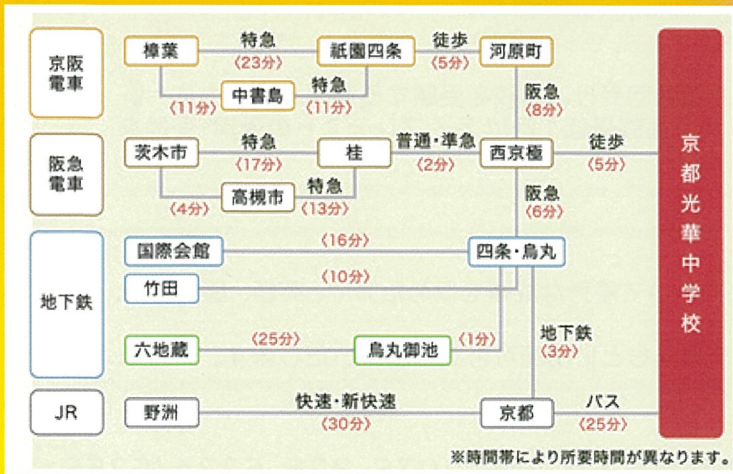 京阪
電車
樟葉
特急
〈23分〉
祇園四条
徒歩
〈5分〉
河原町
〈11分〉
中書島
特急
〈11分〉
阪急
〈8分〉
阪急
電車
茨木市
特急
〈17分〉
桂
普通・準急
〈2分〉
西京極
徒歩
〈5分〉
〈4分〉
高槻市
特急
〈13分〉
阪急
〈6分〉
地下鉄
国際会館
〈16分〉
四条・烏丸
竹田
〈10分〉
六地蔵
〈25分〉
烏丸御池
〈1分〉
地下鉄
〈3分〉
JR
野洲
快速・新快速
〈30分〉
京都
バス
〈25分〉
京都光華中学校
※時間帯により所要時間が異なります。